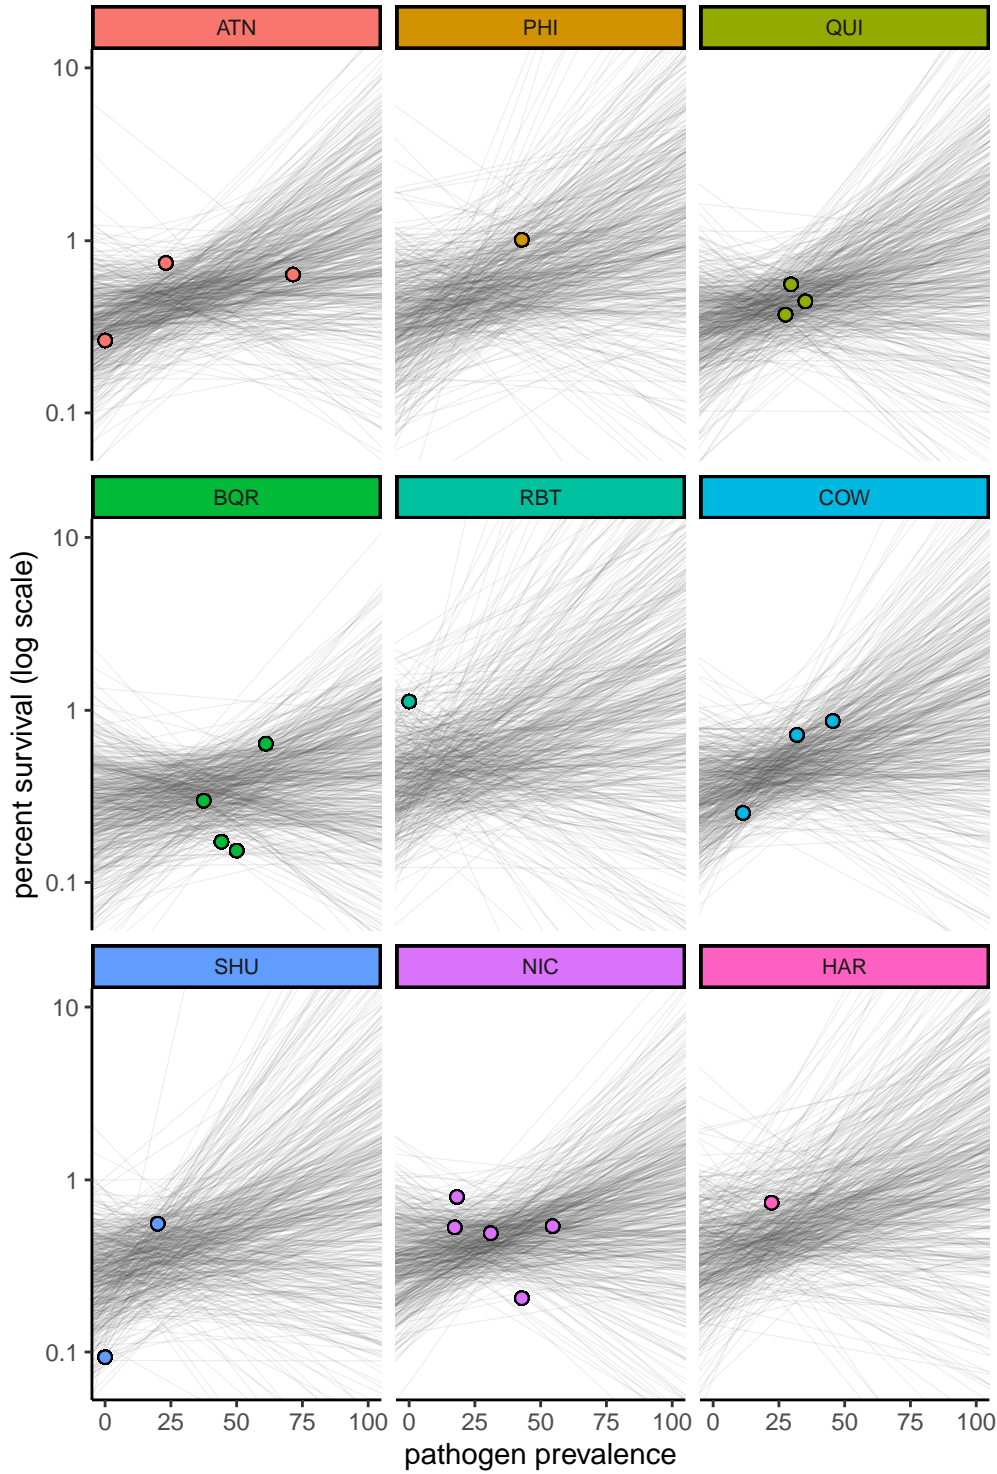 ATN
PHI
QUI
10
1
0.1
BQR
RBT
COW
10
1
0.1
percent survival (log scale)
SHU
NIC
HAR
10
1
0.1
0 25 50 75 100
0 25 50 75 100
0 25 50 75 100
pathogen prevalence